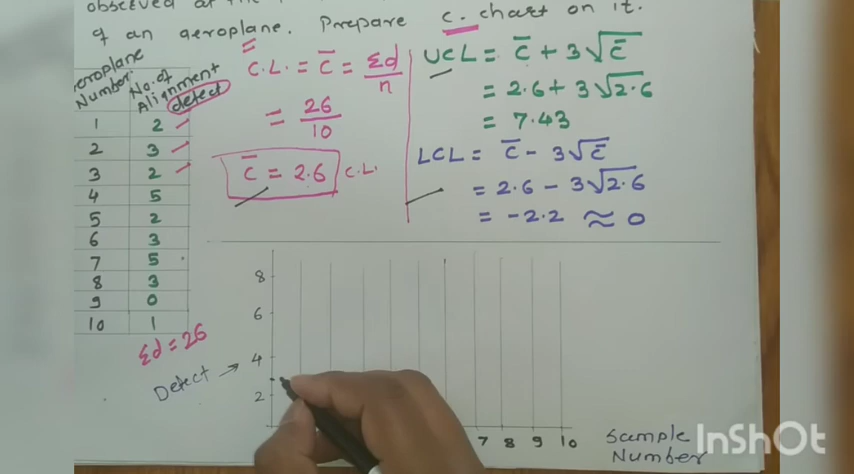 observed at the
of an aeroplane. Prepare c. chart on it.
Aeroplane Number
No. of Alignment defect
1 2
2 3
3 2
4 5
5 2
6 3
7 5
8 3
9 0
10 1
Σd = 26
C.L. = c̅ = Σd/n
= 26/10
c̅ = 2.6 C.L.
UCL = c̅ + 3√c̅
= 2.6 + 3√2.6
= 7.43
LCL = c̅ - 3√c̅
= 2.6 - 3√2.6
= -2.2 ≈ 0
8
6
4
2
Defect →
7 8 9 10
Sample
Number
InShOt